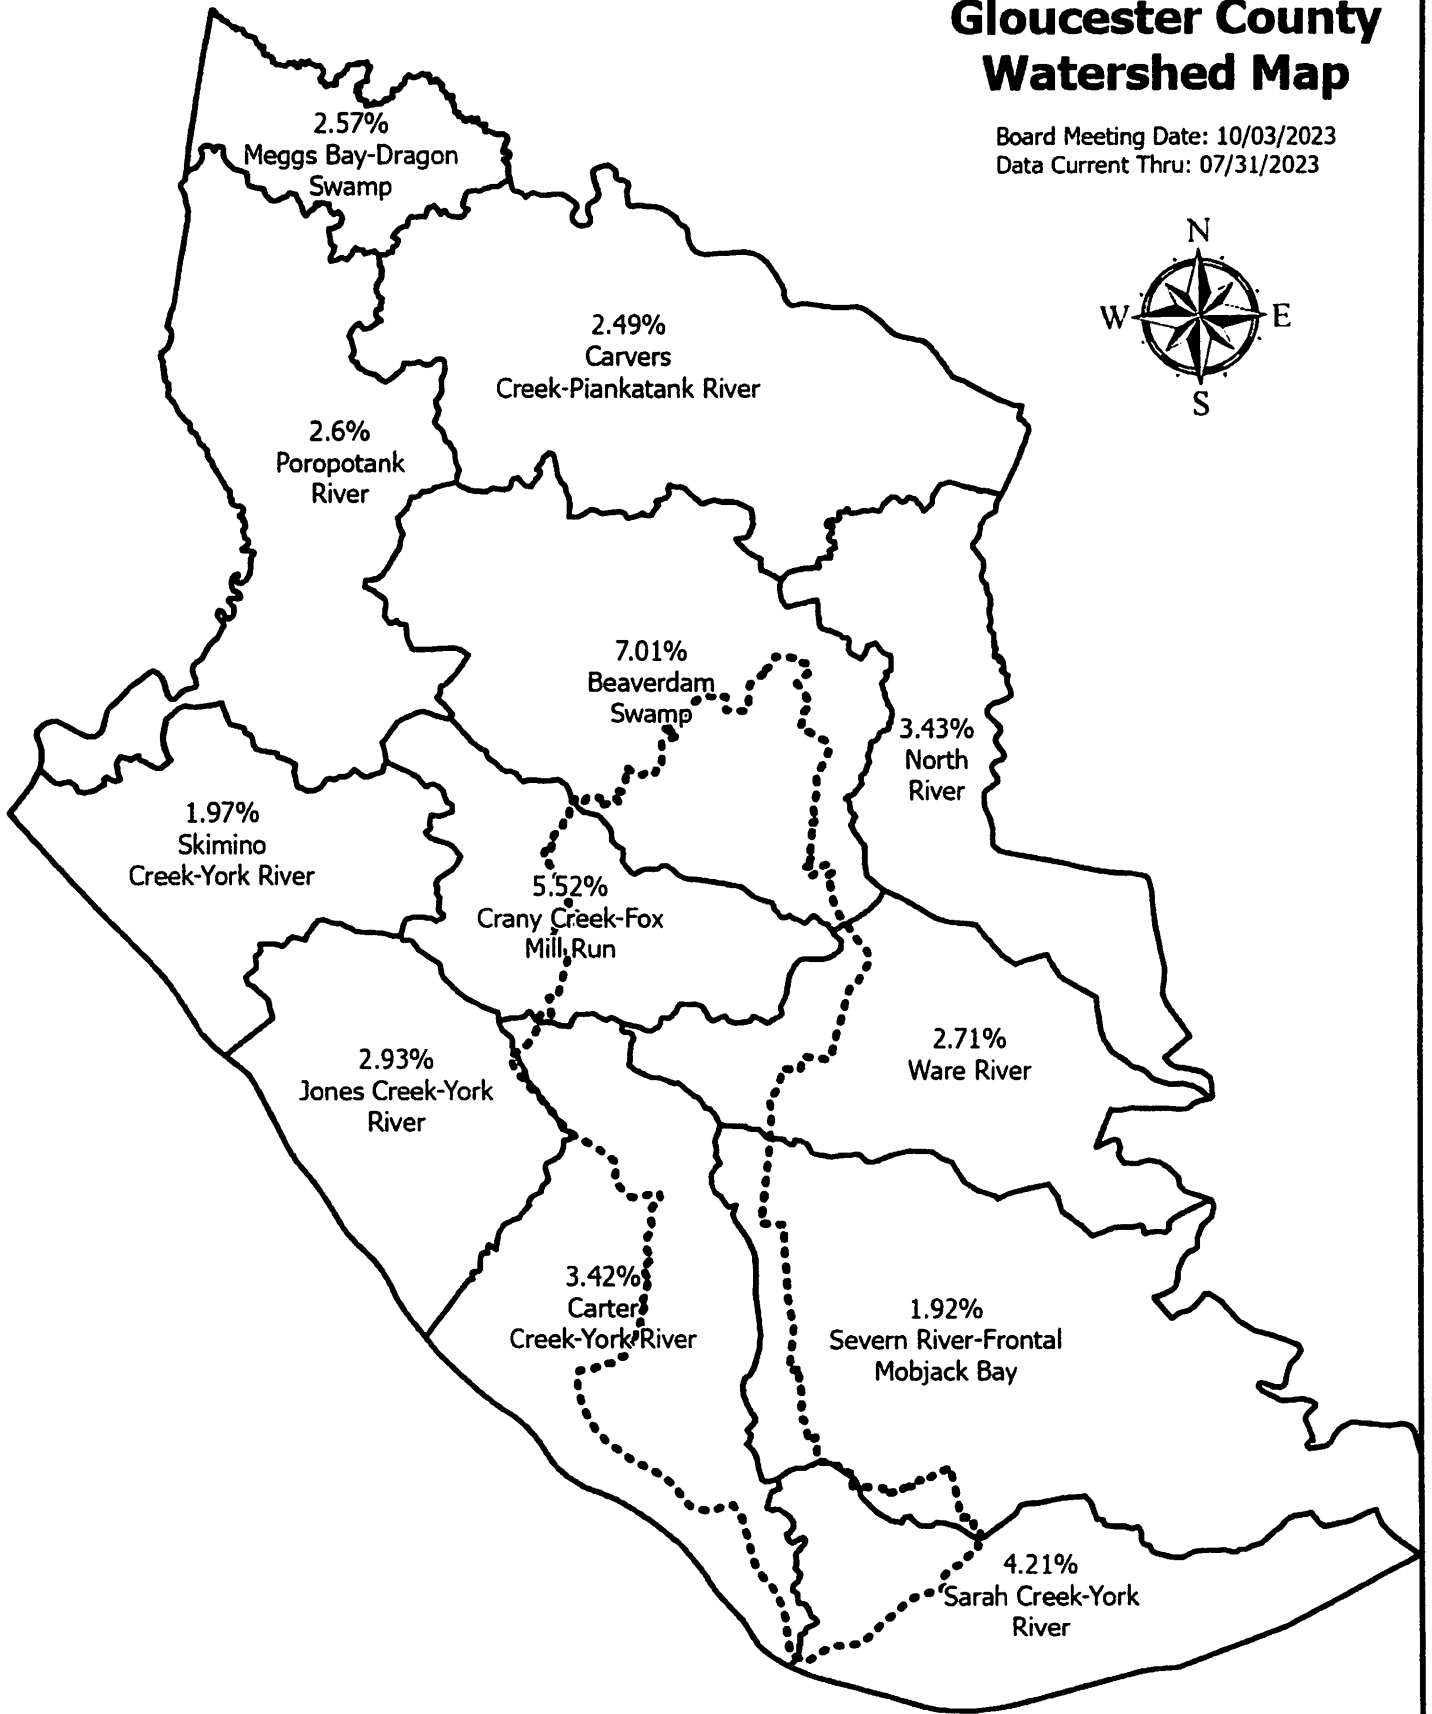 Gloucester County
Watershed Map
Board Meeting Date: 10/03/2023
Data Current Thru: 07/31/2023
N
W
E
S
2.57%
Meggs Bay-Dragon
Swamp
2.49%
Carvers
Creek-Piankatank River
2.6%
Poropotank
River
7.01%
Beaverdam
Swamp
3.43%
North
River
1.97%
Skimino
Creek-York River
5.52%
Crany Creek-Fox
Mill Run
2.93%
Jones Creek-York
River
2.71%
Ware River
3.42%
Carter
Creek-York River
1.92%
Severn River-Frontal
Mobjack Bay
4.21%
Sarah Creek-York
River